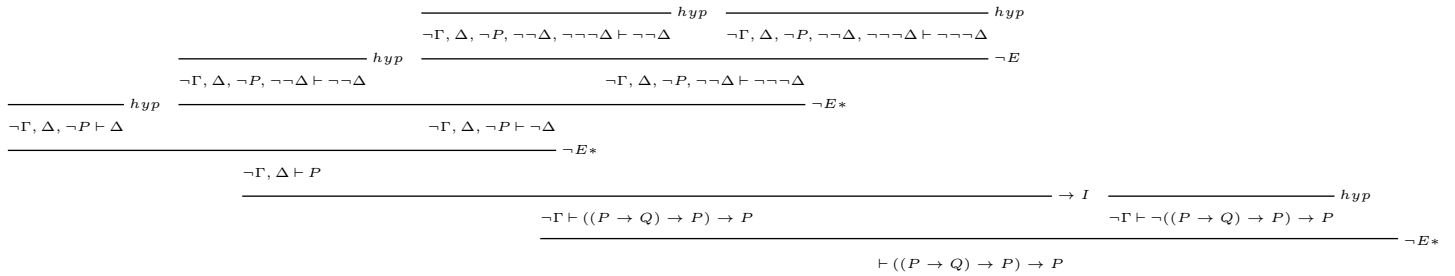 hyp hyp
¬Γ, Δ, ¬P, ¬¬Δ, ¬¬¬Δ ⊢ ¬¬Δ ¬Γ, Δ, ¬P, ¬¬Δ, ¬¬¬Δ ⊢ ¬¬¬Δ
hyp ¬E
¬Γ, Δ, ¬P, ¬¬Δ ⊢ ¬¬Δ ¬Γ, Δ, ¬P, ¬¬Δ ⊢ ¬¬¬Δ
hyp ¬E∗
¬Γ, Δ, ¬P ⊢ Δ ¬Γ, Δ, ¬P ⊢ ¬Δ
¬E∗
¬Γ, Δ ⊢ P
→ I hyp
¬Γ ⊢ ((P → Q) → P) → P ¬Γ ⊢ ¬((P → Q) → P) → P
¬E∗
⊢ ((P → Q) → P) → P